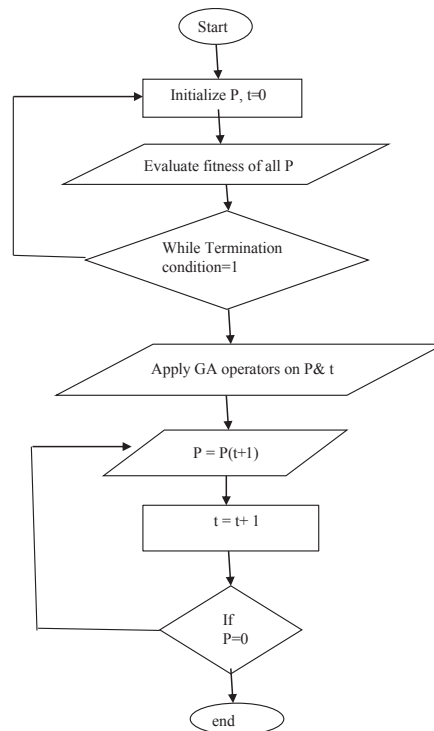 Start
Initialize P, t=0
Evaluate fitness of all P
While Termination
condition=1
Apply GA operators on P& t
P = P(t+1)
t = t+ 1
If
P=0
end